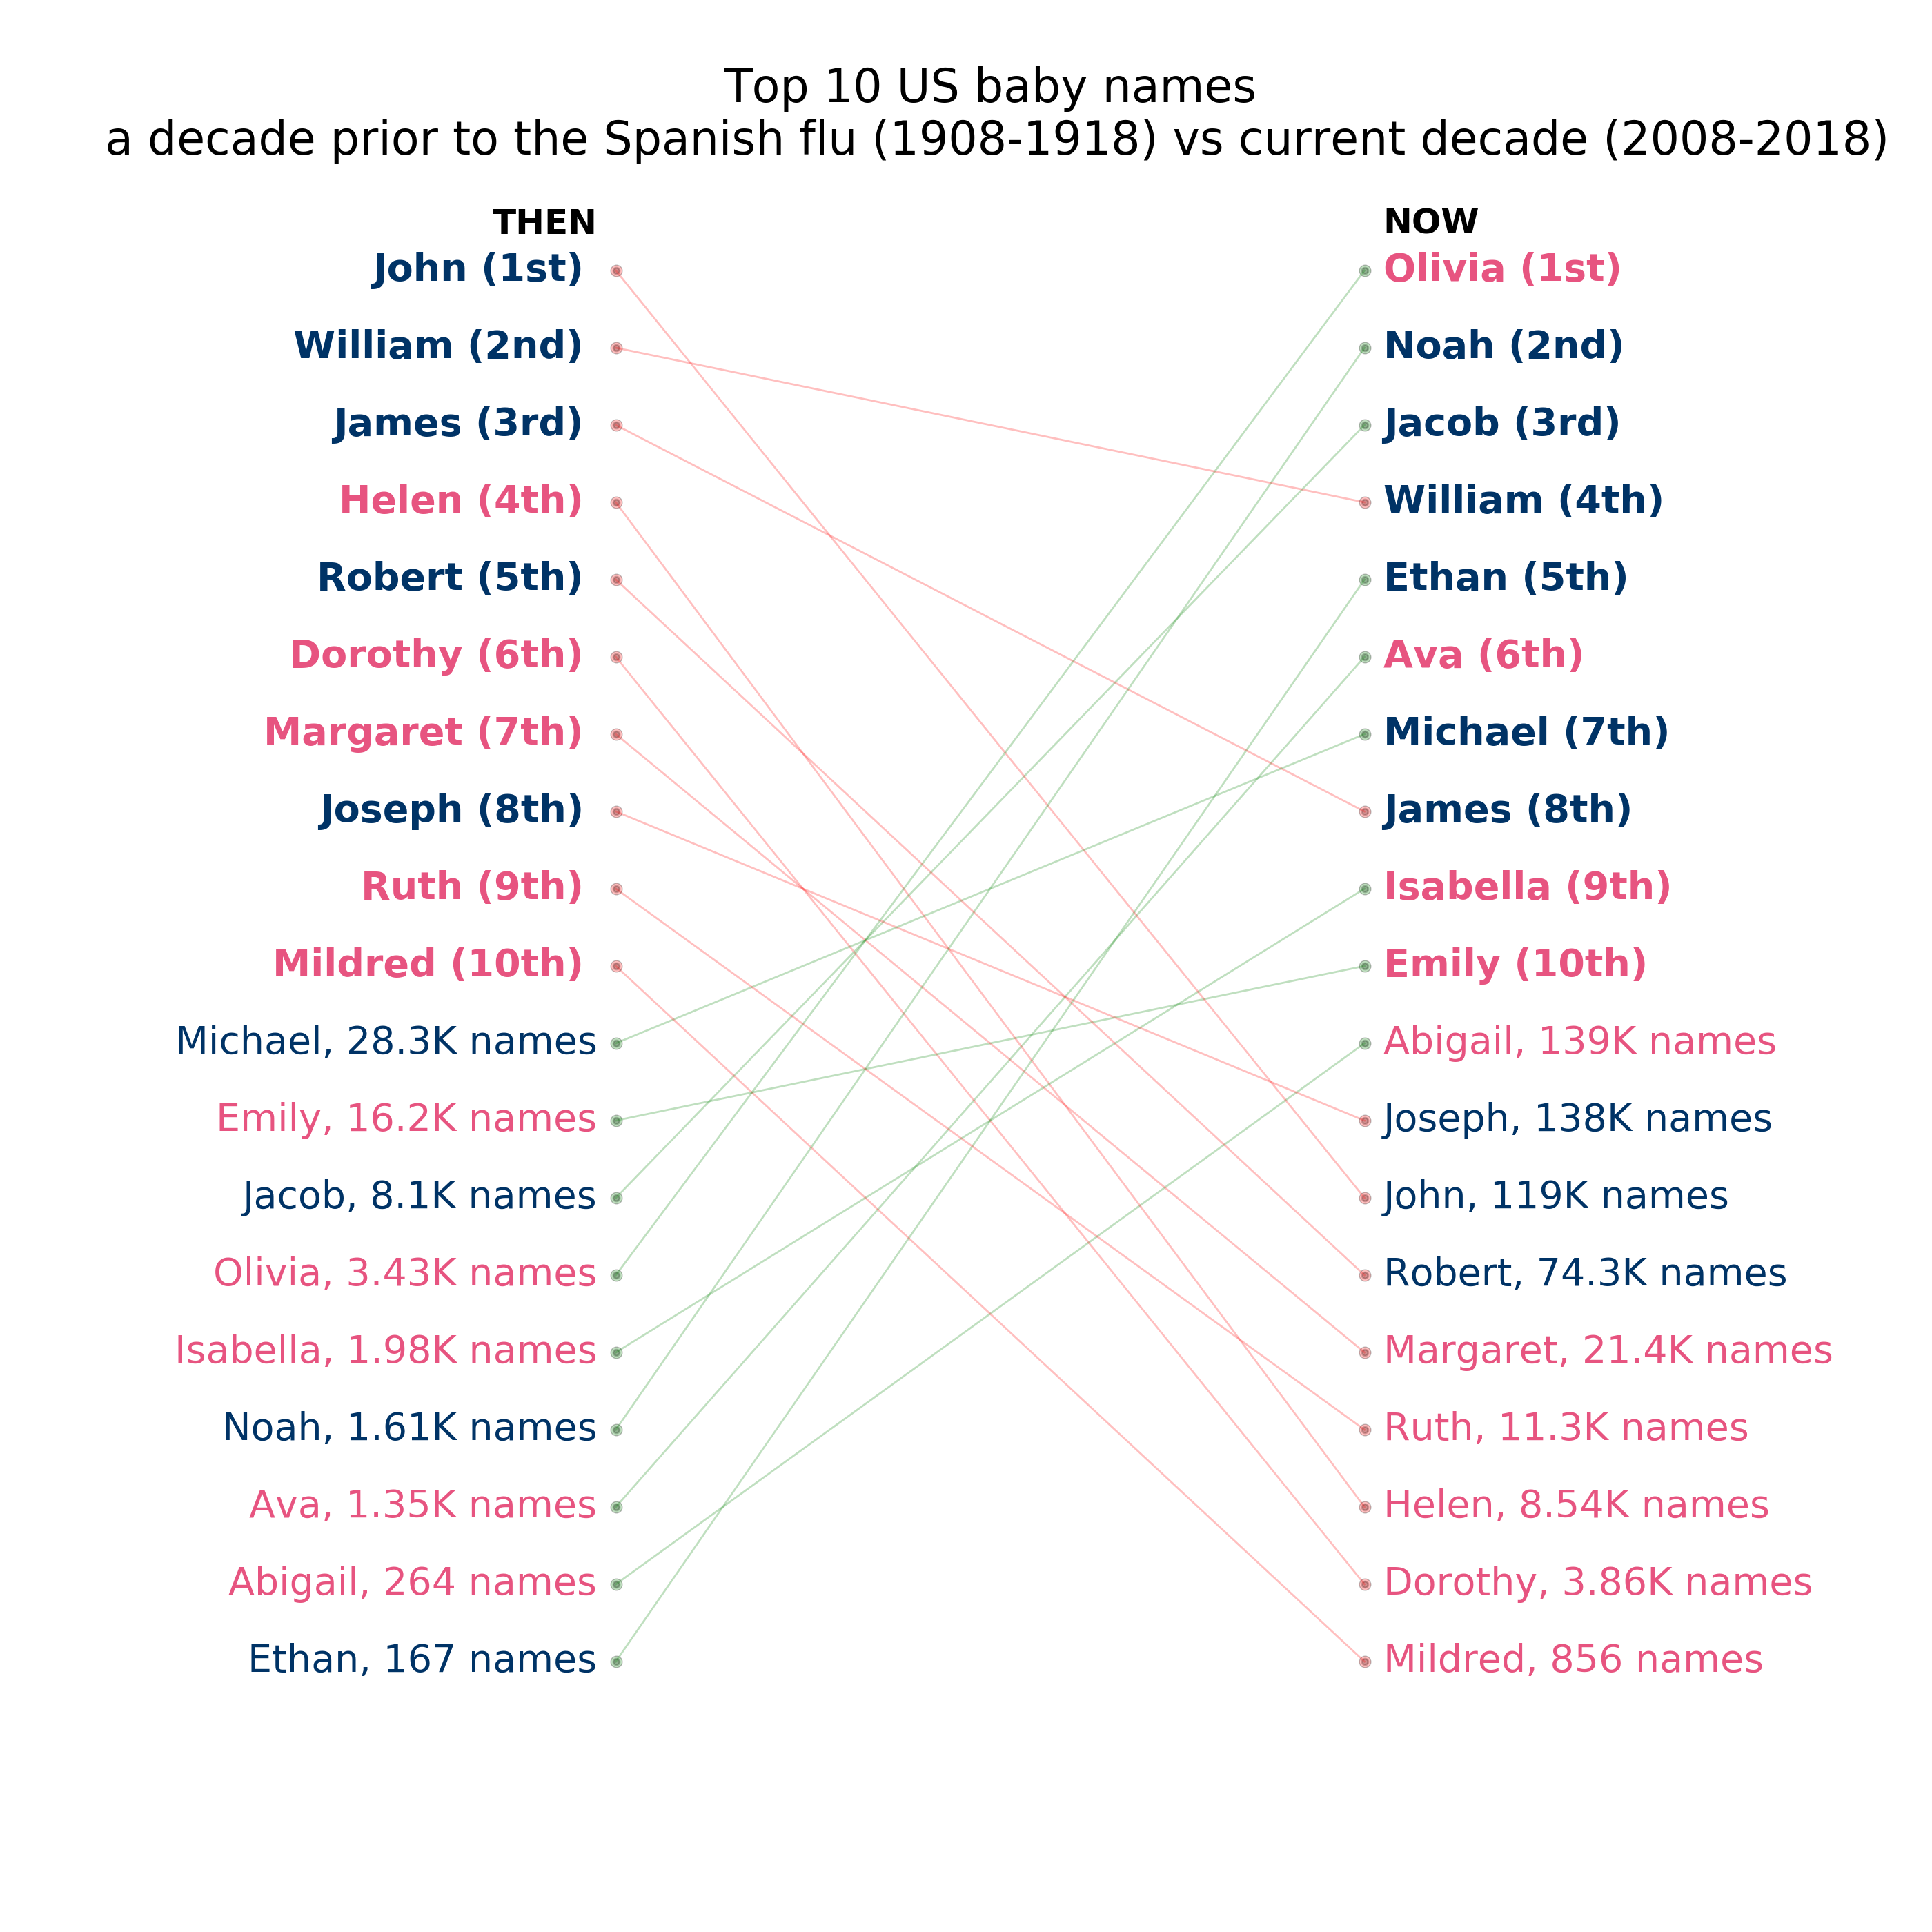 Top 10 US baby names
a decade prior to the Spanish flu (1908-1918) vs current decade (2008-2018)
THEN
John (1st)
William (2nd)
James (3rd)
Helen (4th)
Robert (5th)
Dorothy (6th)
Margaret (7th)
Joseph (8th)
Ruth (9th)
Mildred (10th)
Michael, 28.3K names
Emily, 16.2K names
Jacob, 8.1K names
Olivia, 3.43K names
Isabella, 1.98K names
Noah, 1.61K names
Ava, 1.35K names
Abigail, 264 names
Ethan, 167 names
NOW
Olivia (1st)
Noah (2nd)
Jacob (3rd)
William (4th)
Ethan (5th)
Ava (6th)
Michael (7th)
James (8th)
Isabella (9th)
Emily (10th)
Abigail, 139K names
Joseph, 138K names
John, 119K names
Robert, 74.3K names
Margaret, 21.4K names
Ruth, 11.3K names
Helen, 8.54K names
Dorothy, 3.86K names
Mildred, 856 names